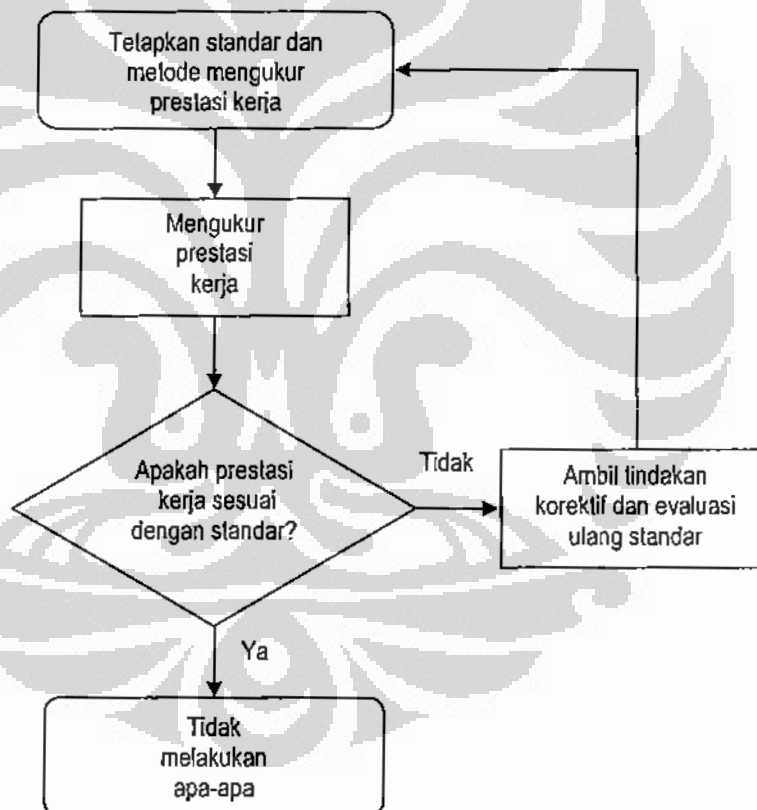 Tetapkan standar dan
metode mengukur
prestasi kerja
Mengukur
prestasi
kerja
Apakah prestasi
kerja sesuai
dengan standar?
Tidak
Ambil tindakan
korektif dan evaluasi
ulang standar
Ya
Tidak
melakukan
apa-apa